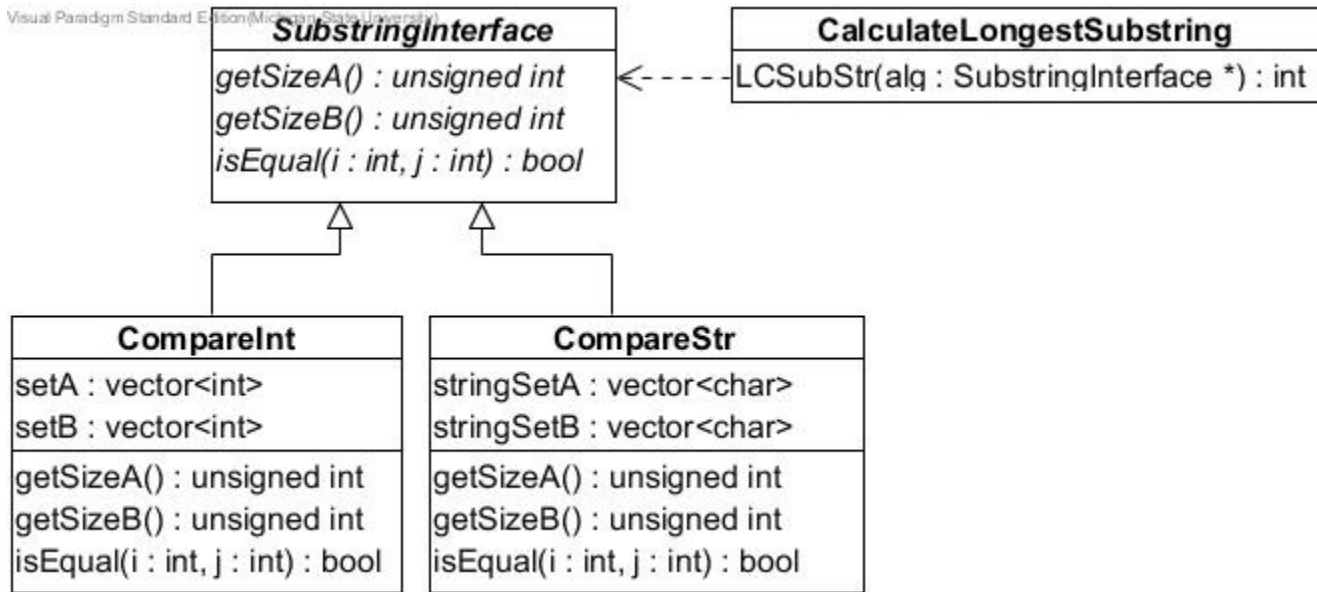 Visual Paradigm Standard Edition(Michigan State University)
SubstringInterface
getSizeA() : unsigned int
getSizeB() : unsigned int
isEqual(i : int, j : int) : bool
CalculateLongestSubstring
LCSubStr(alg : SubstringInterface *) : int
CompareInt
setA : vector<int>
setB : vector<int>
getSizeA() : unsigned int
getSizeB() : unsigned int
isEqual(i : int, j : int) : bool
CompareStr
stringSetA : vector<char>
stringSetB : vector<char>
getSizeA() : unsigned int
getSizeB() : unsigned int
isEqual(i : int, j : int) : bool